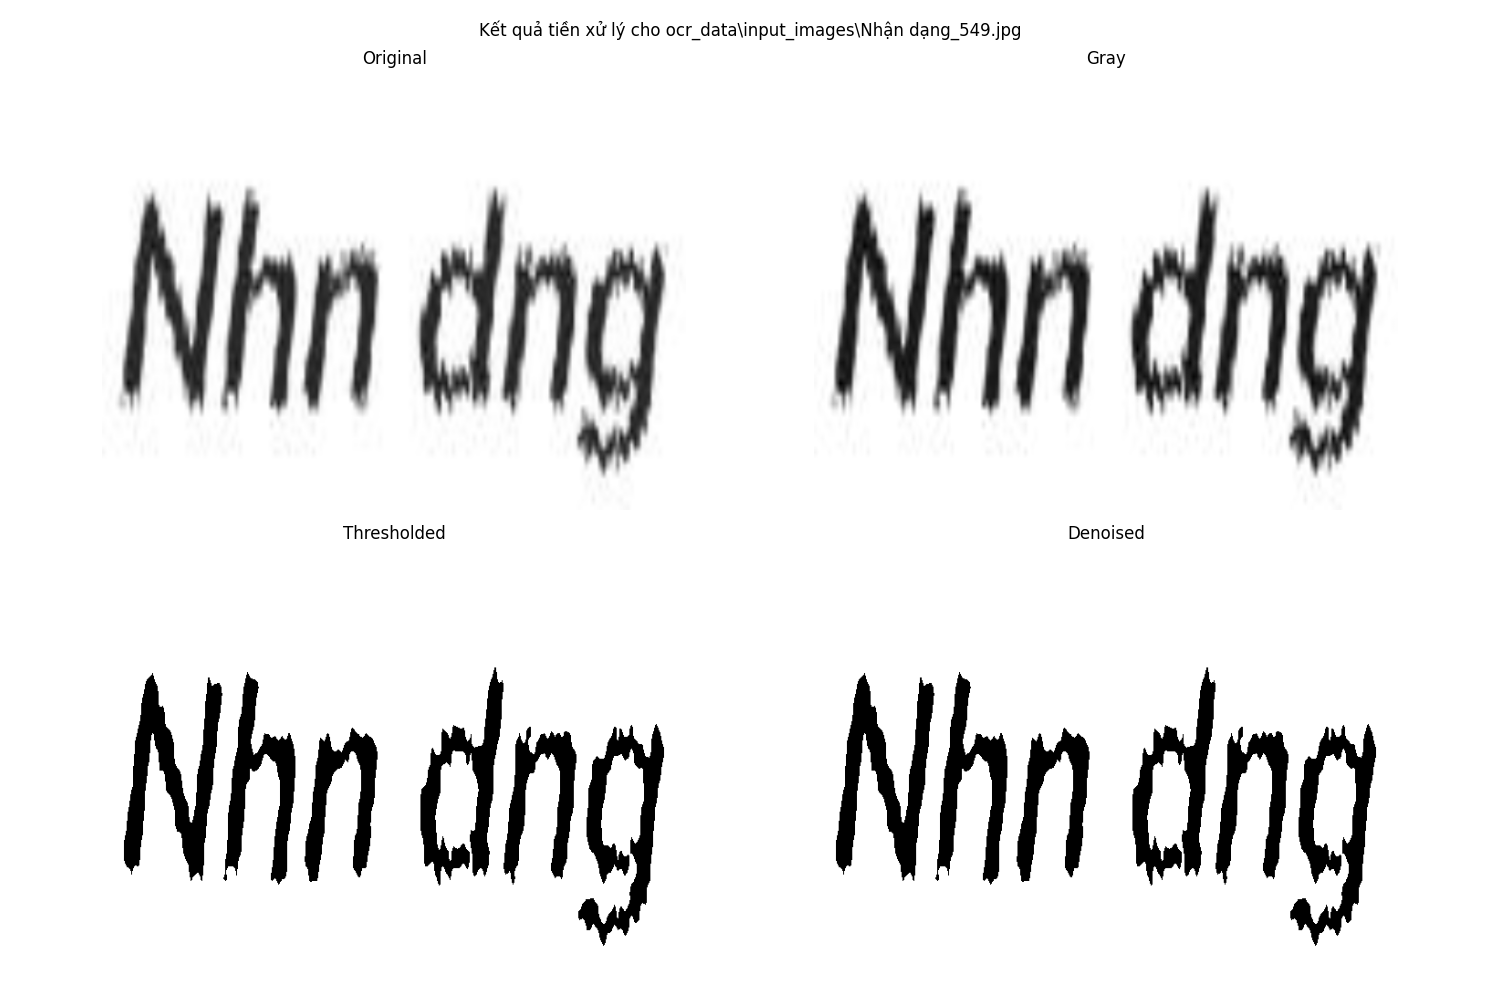 Kết quả tiền xử lý cho ocr_data\input_images\Nhận dạng_549.jpg
Original
Gray
Nhn dng
Nhn dng
Thresholded
Denoised
Nhn dng
Nhn dng